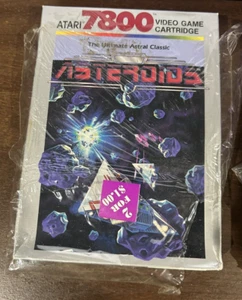 ATARI 7800 VIDEO GAME CARTRIDGE
The Ultimate Astral Classic
ASTEROIDS
2
FOR
$1.00